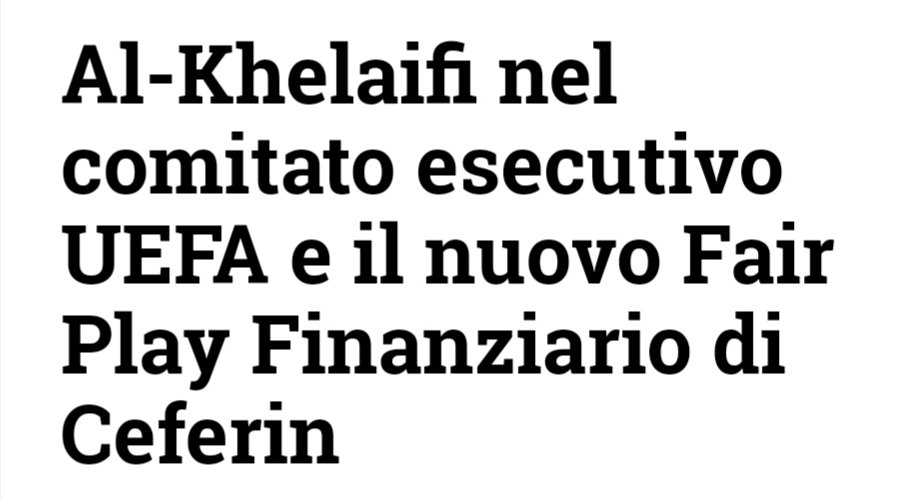 Al-Khelaifi nel
comitato esecutivo
UEFA e il nuovo Fair
Play Finanziario di
Ceferin